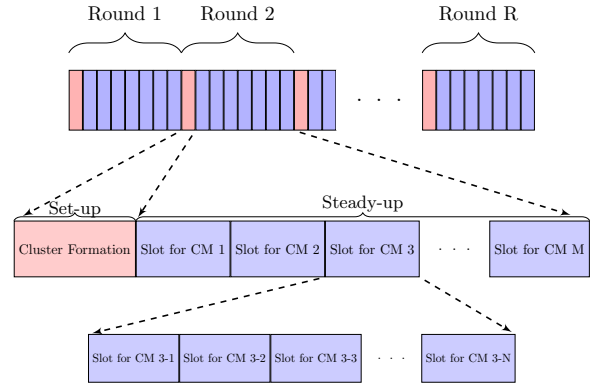 Round 1 Round 2 Round R
. . .
Set-up Steady-up
Cluster Formation Slot for CM 1 Slot for CM 2 Slot for CM 3 . . . Slot for CM M
Slot for CM 3-1 Slot for CM 3-2 Slot for CM 3-3 . . . Slot for CM 3-N